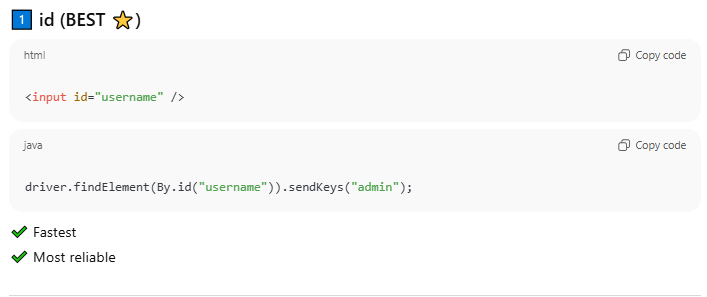 1️⃣ id (BEST ⭐)
html
Copy code
<input id="username" />
java
Copy code
driver.findElement(By.id("username")).sendKeys("admin");
✔ Fastest
✔ Most reliable